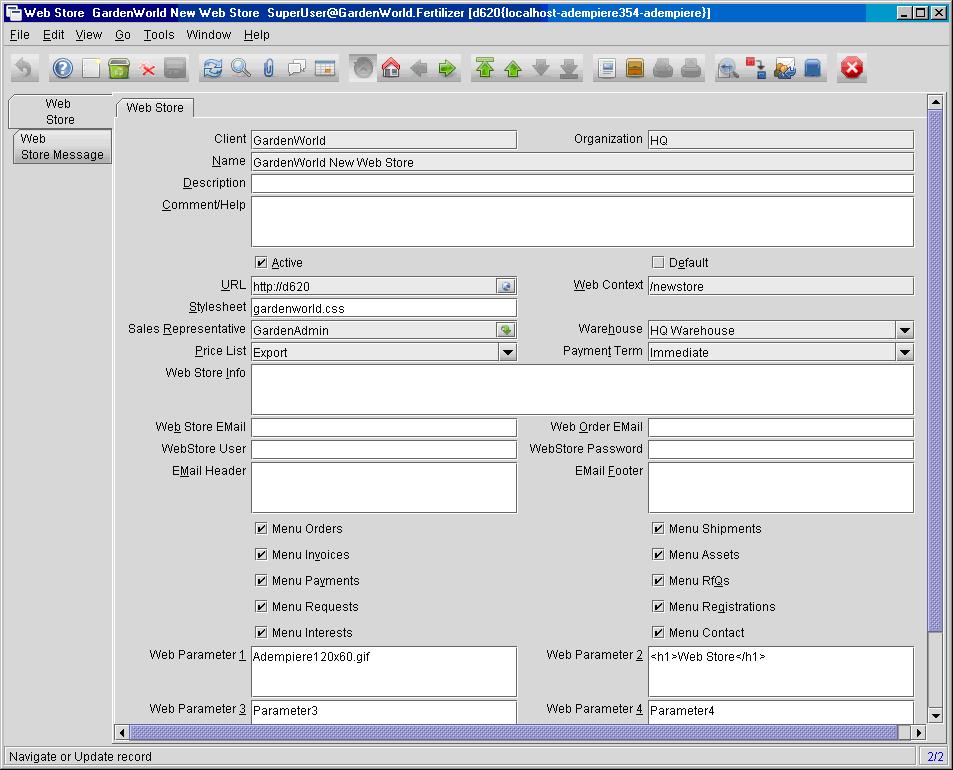 Web Store  GardenWorld New Web Store  SuperUser@GardenWorld.Fertilizer [d620{localhost-adempiere354-adempiere}]
File Edit View Go Tools Window Help
Web Store
Web Store Message
Web Store
Client GardenWorld Organization HQ
Name GardenWorld New Web Store
Description
Comment/Help
Active Default
URL http://d620 Web Context /newstore
Stylesheet gardenworld.css
Sales Representative GardenAdmin Warehouse HQ Warehouse
Price List Export Payment Term Immediate
Web Store Info
Web Store EMail Web Order EMail
WebStore User WebStore Password
EMail Header EMail Footer
Menu Orders Menu Shipments
Menu Invoices Menu Assets
Menu Payments Menu RfQs
Menu Requests Menu Registrations
Menu Interests Menu Contact
Web Parameter 1 Adempiere120x60.gif Web Parameter 2 <h1>Web Store</h1>
Web Parameter 3 Parameter3 Web Parameter 4 Parameter4
Navigate or Update record 2/2